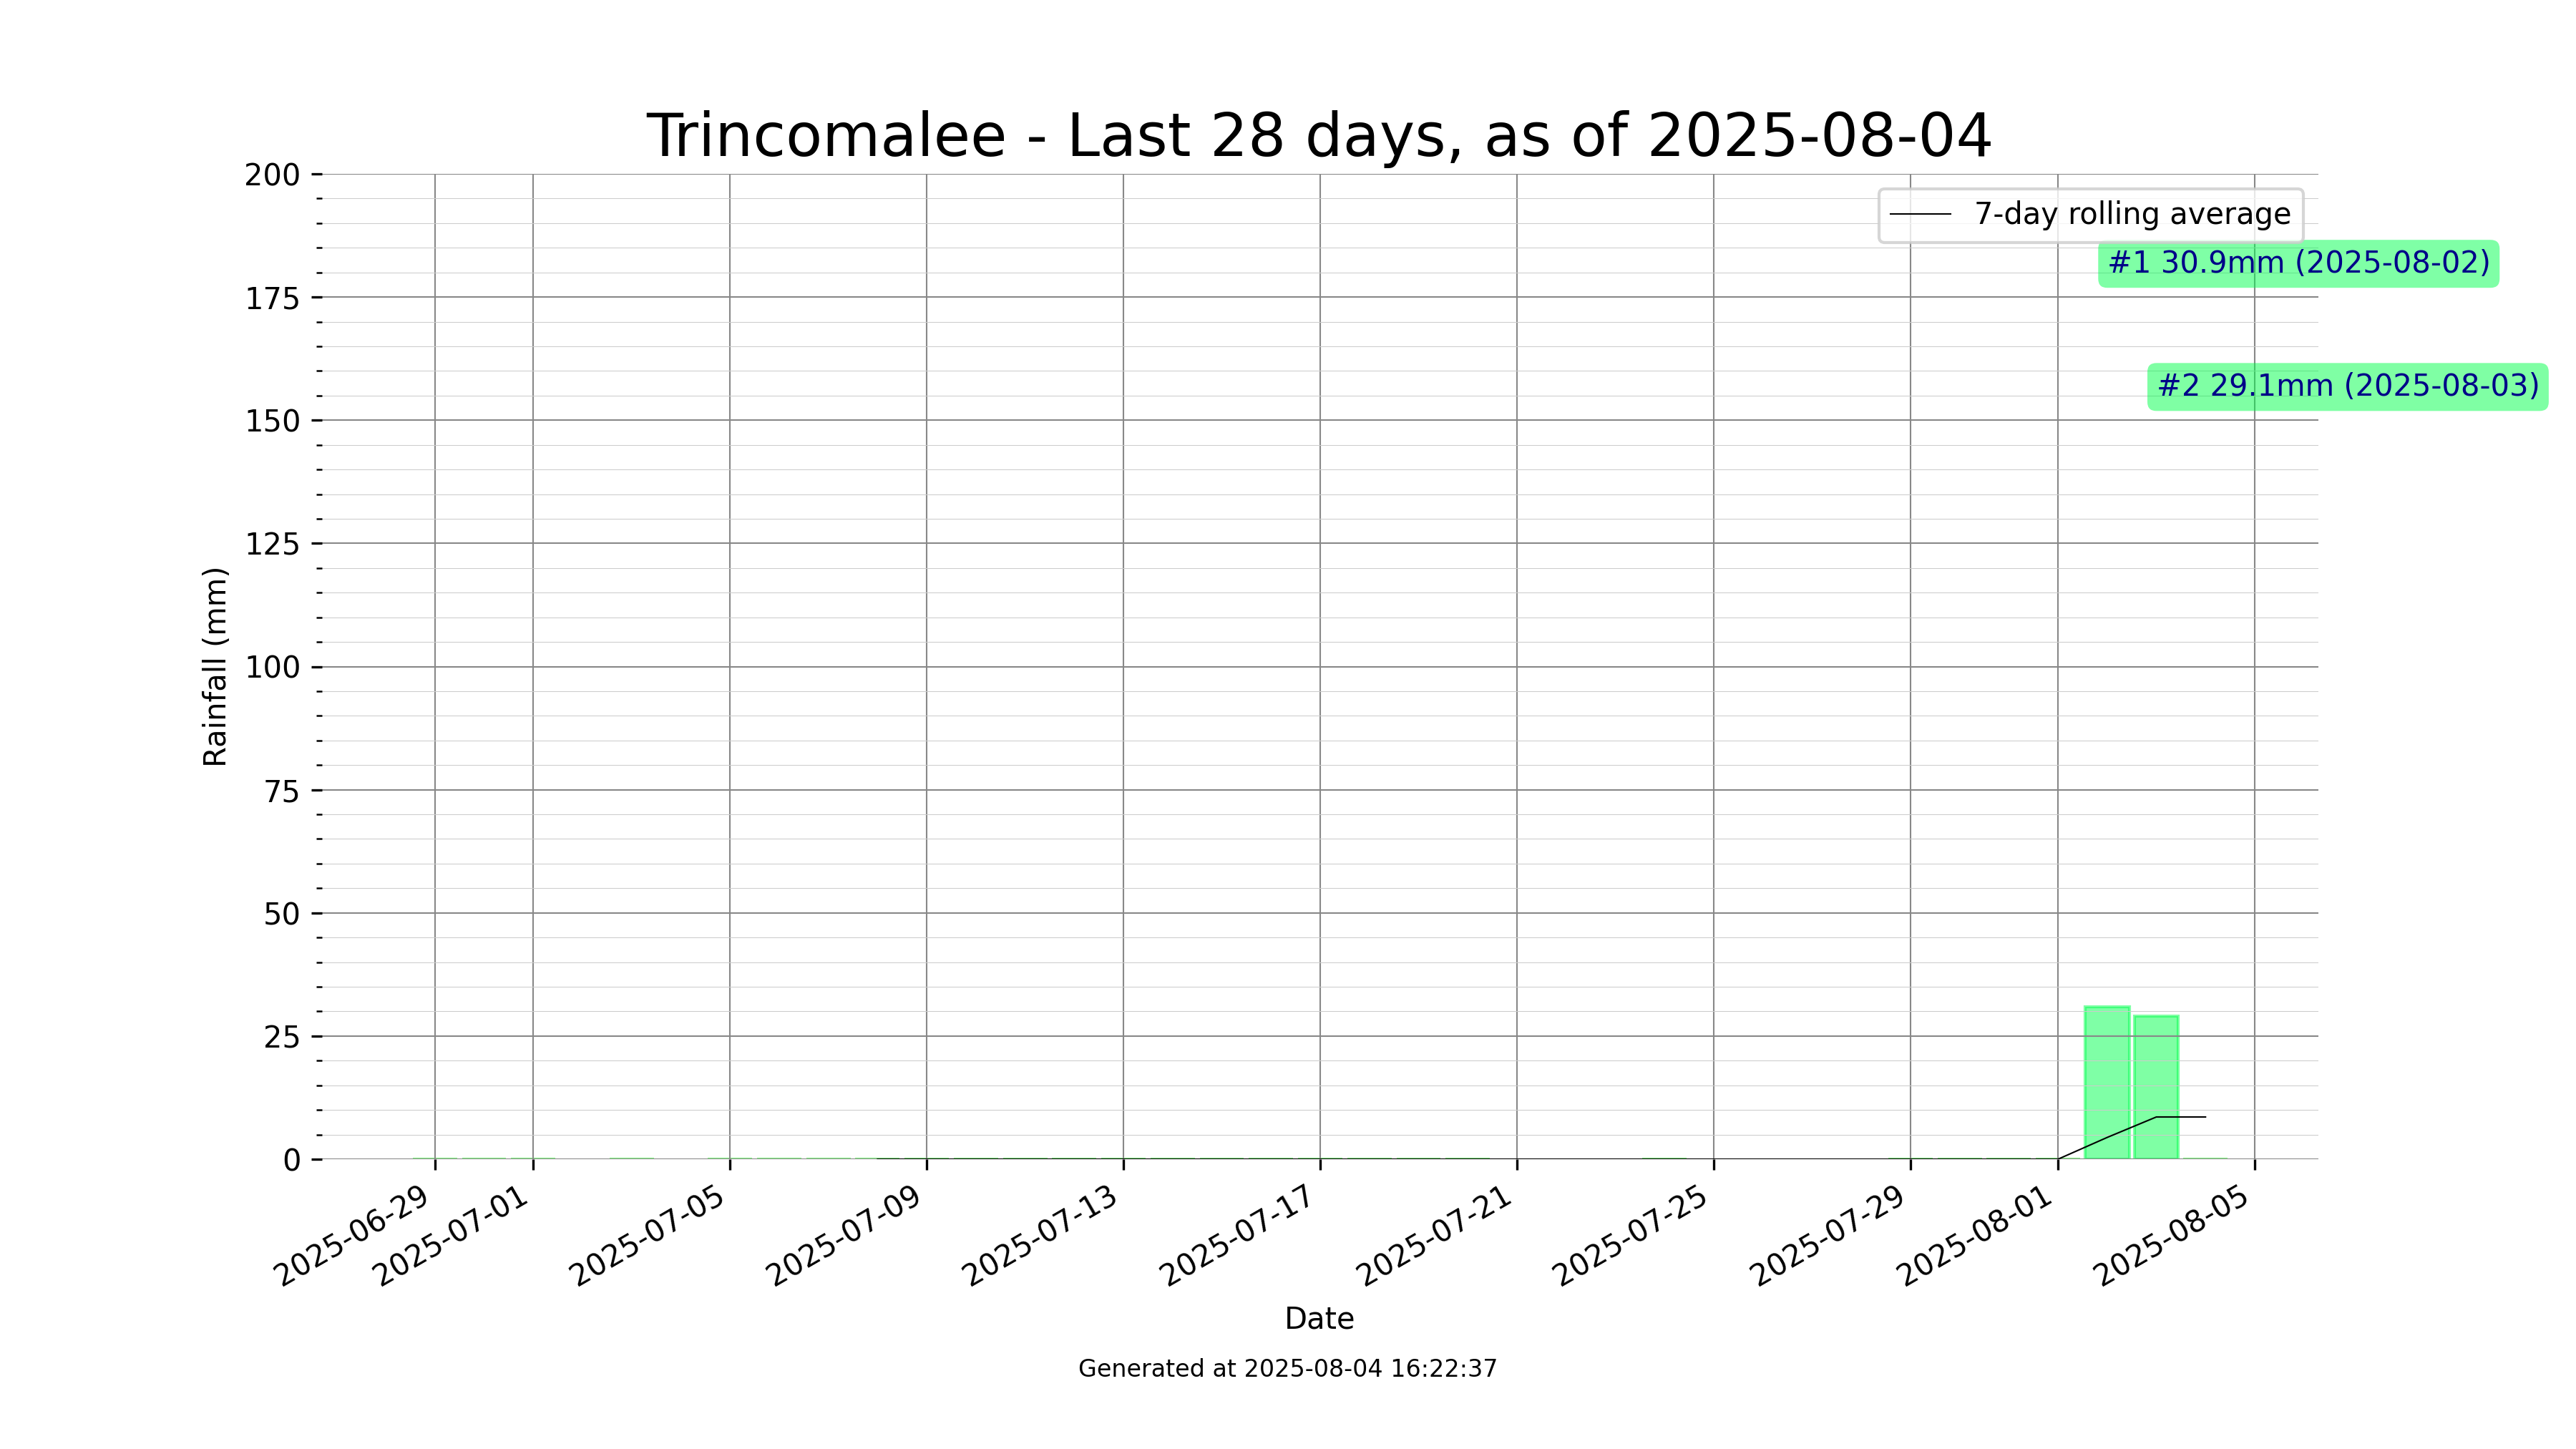 Trincomalee - Last 28 days, as of 2025-08-04
7-day rolling average
#1 30.9mm (2025-08-02)
#2 29.1mm (2025-08-03)
Rainfall (mm)
200
175
150
125
100
75
50
25
0
2025-06-29
2025-07-01
2025-07-05
2025-07-09
2025-07-13
2025-07-17
2025-07-21
2025-07-25
2025-07-29
2025-08-01
2025-08-05
Date
Generated at 2025-08-04 16:22:37